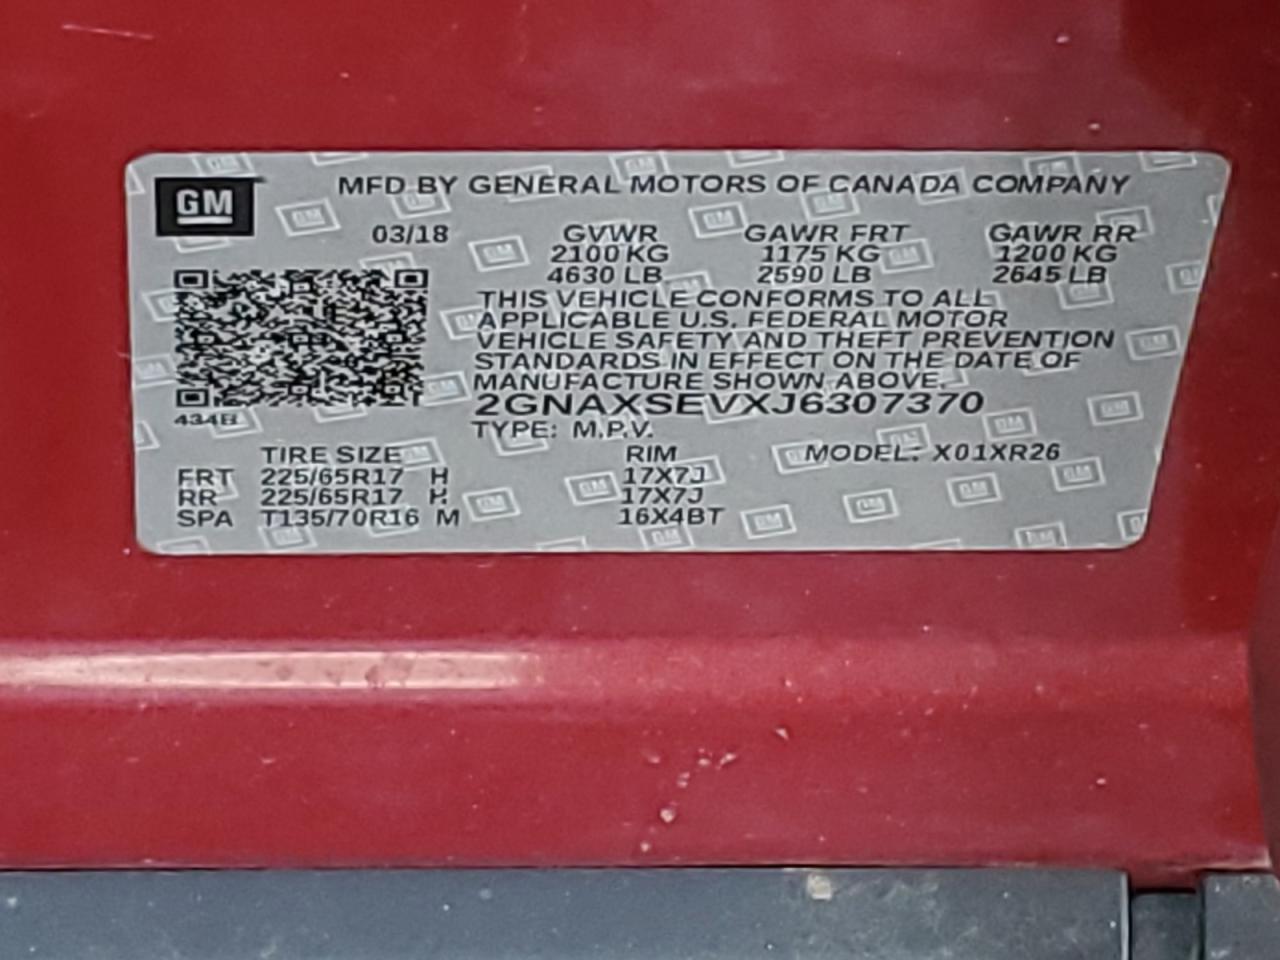 GM
MFD BY GENERAL MOTORS OF CANADA COMPANY
03/18 GVWR GAWR FRT GAWR RR
2100 KG 1175 KG 1200 KG
4630 LB 2590 LB 2645 LB
THIS VEHICLE CONFORMS TO ALL
APPLICABLE U.S. FEDERAL MOTOR
VEHICLE SAFETY AND THEFT PREVENTION
STANDARDS IN EFFECT ON THE DATE OF
MANUFACTURE SHOWN ABOVE.
434B
2GNAXSEVXJ6307370
TYPE: M.P.V.
TIRE SIZE RIM MODEL: X01XR26
FRT 225/65R17 H 17X7J
RR 225/65R17 H 17X7J
SPA T135/70R16 M 16X4BT